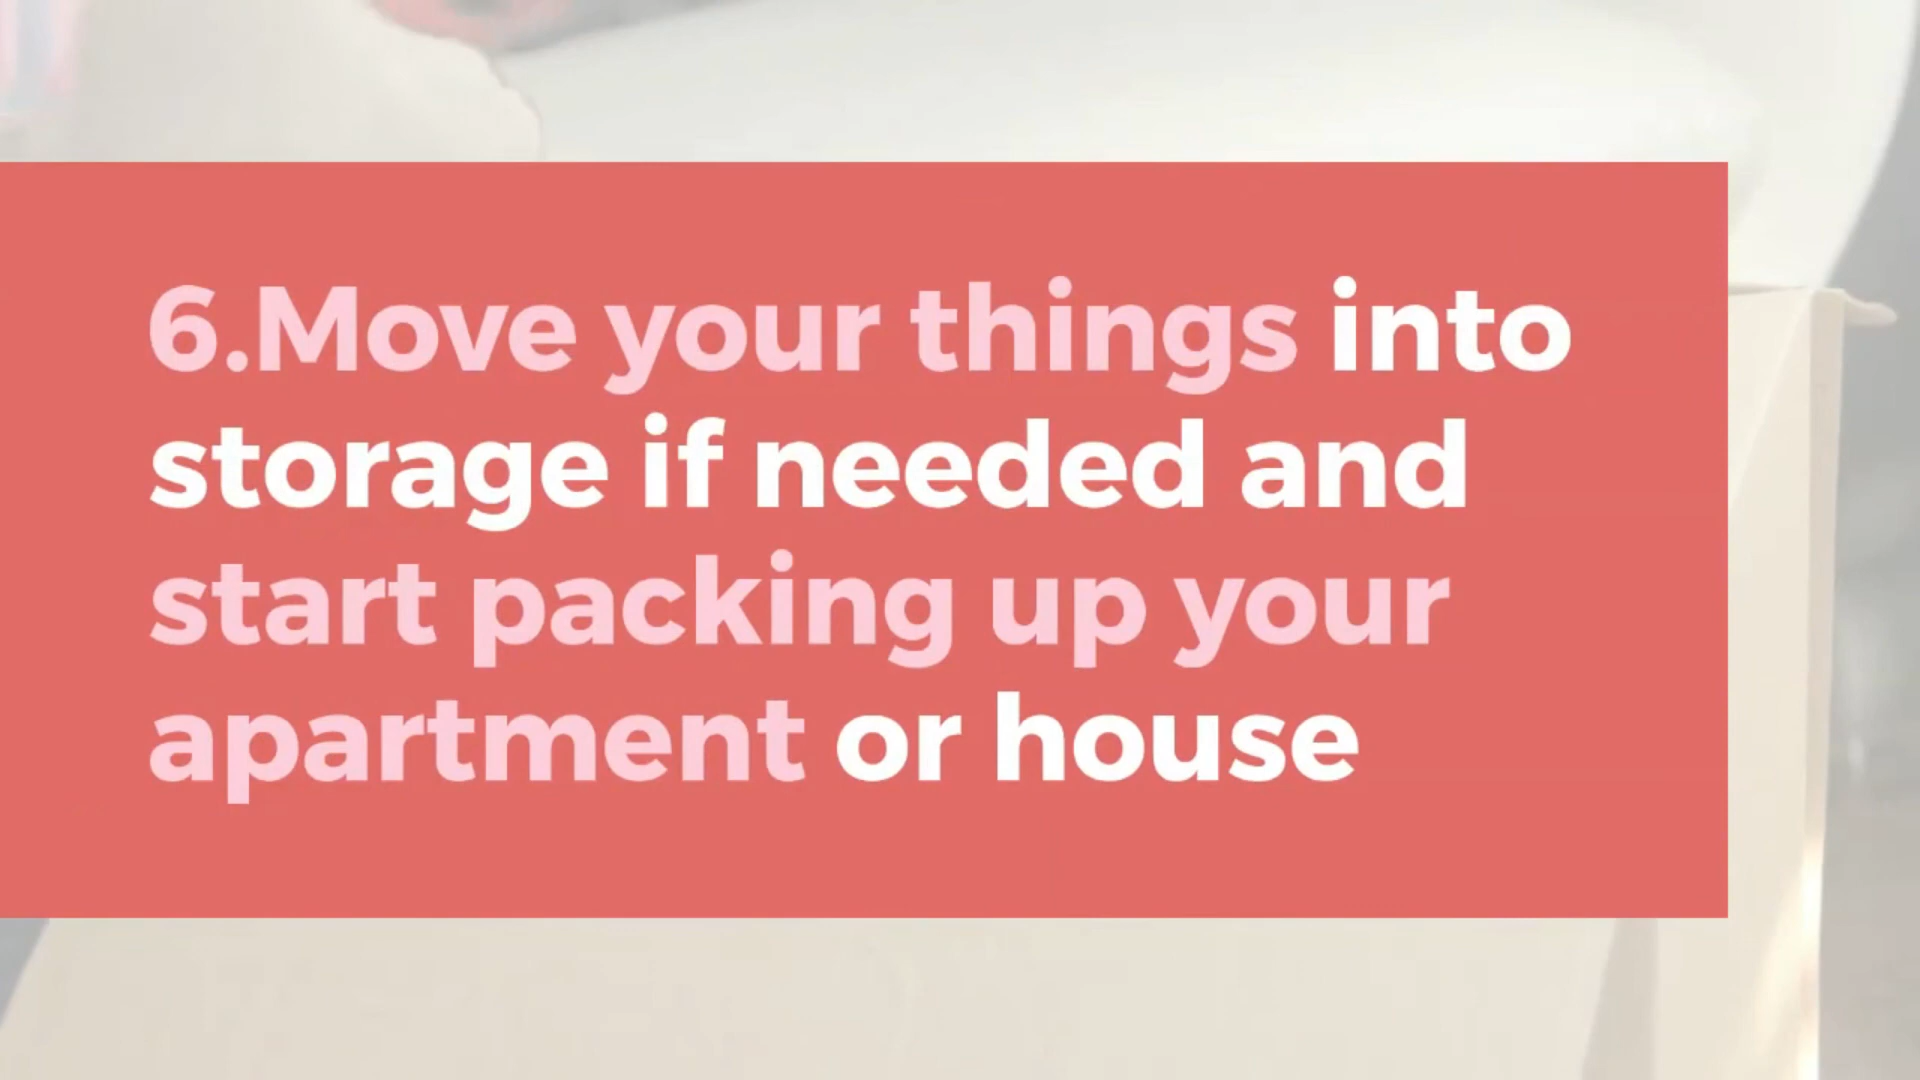 6.Move your things into
storage if needed and
start packing up your
apartment or house